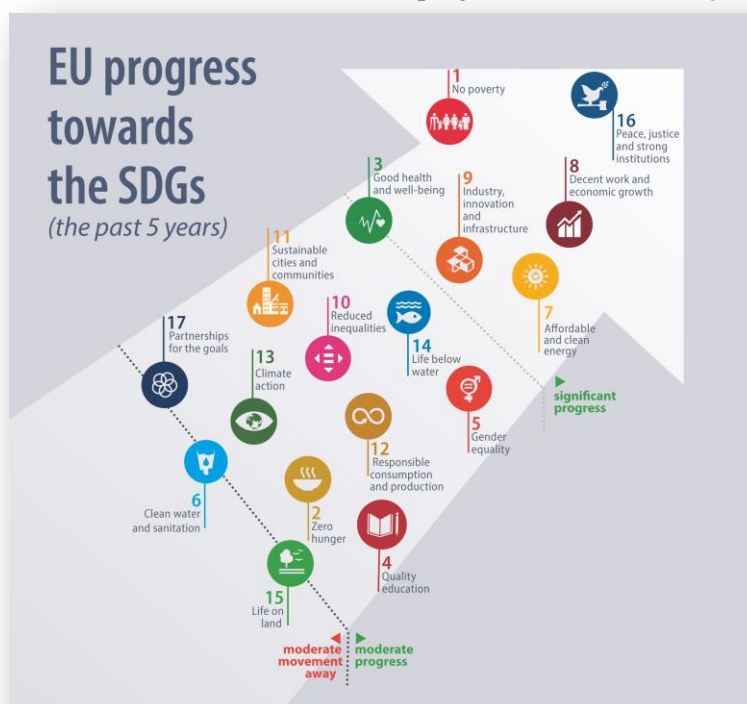 EU progress
towards
the SDGs
(the past 5 years)
1
No poverty
16
Peace, justice
and strong
institutions
3
Good health
and well-being
9
Industry,
innovation
and
infrastructure
8
Decent work and
economic growth
11
Sustainable
cities and
communities
10
Reduced
inequalities
14
Life below
water
7
Affordable
and clean
energy
17
Partnerships
for the goals
13
Climate
action
significant
progress
5
Gender
equality
12
Responsible
consumption
and production
6
Clean water
and sanitation
2
Zero
hunger
4
Quality
education
15
Life on
land
moderate
movement
away
moderate
progress